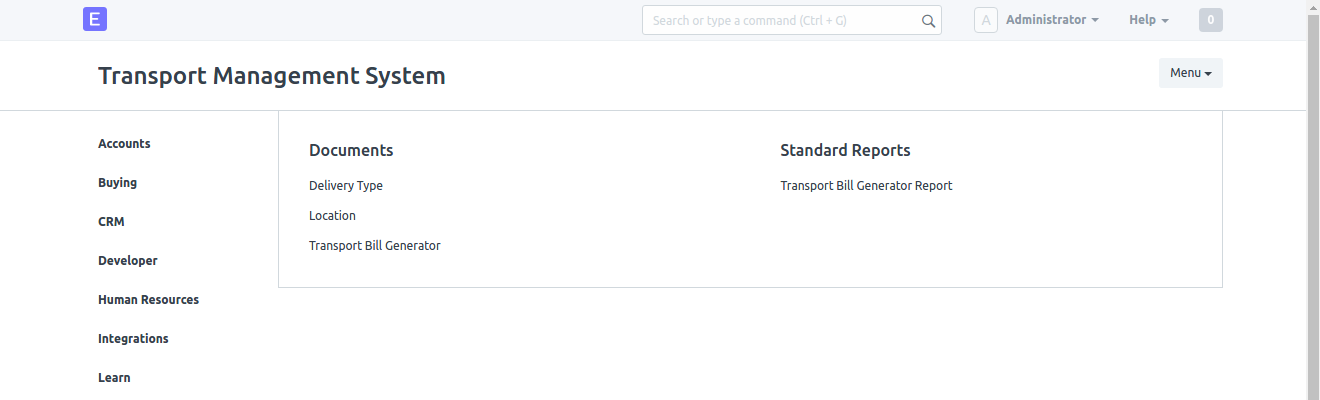 E
Search or type a command (Ctrl + G)
A Administrator
Help
0
Transport Management System
Menu
Accounts
Buying
CRM
Developer
Human Resources
Integrations
Learn
Documents
Delivery Type
Location
Transport Bill Generator
Standard Reports
Transport Bill Generator Report